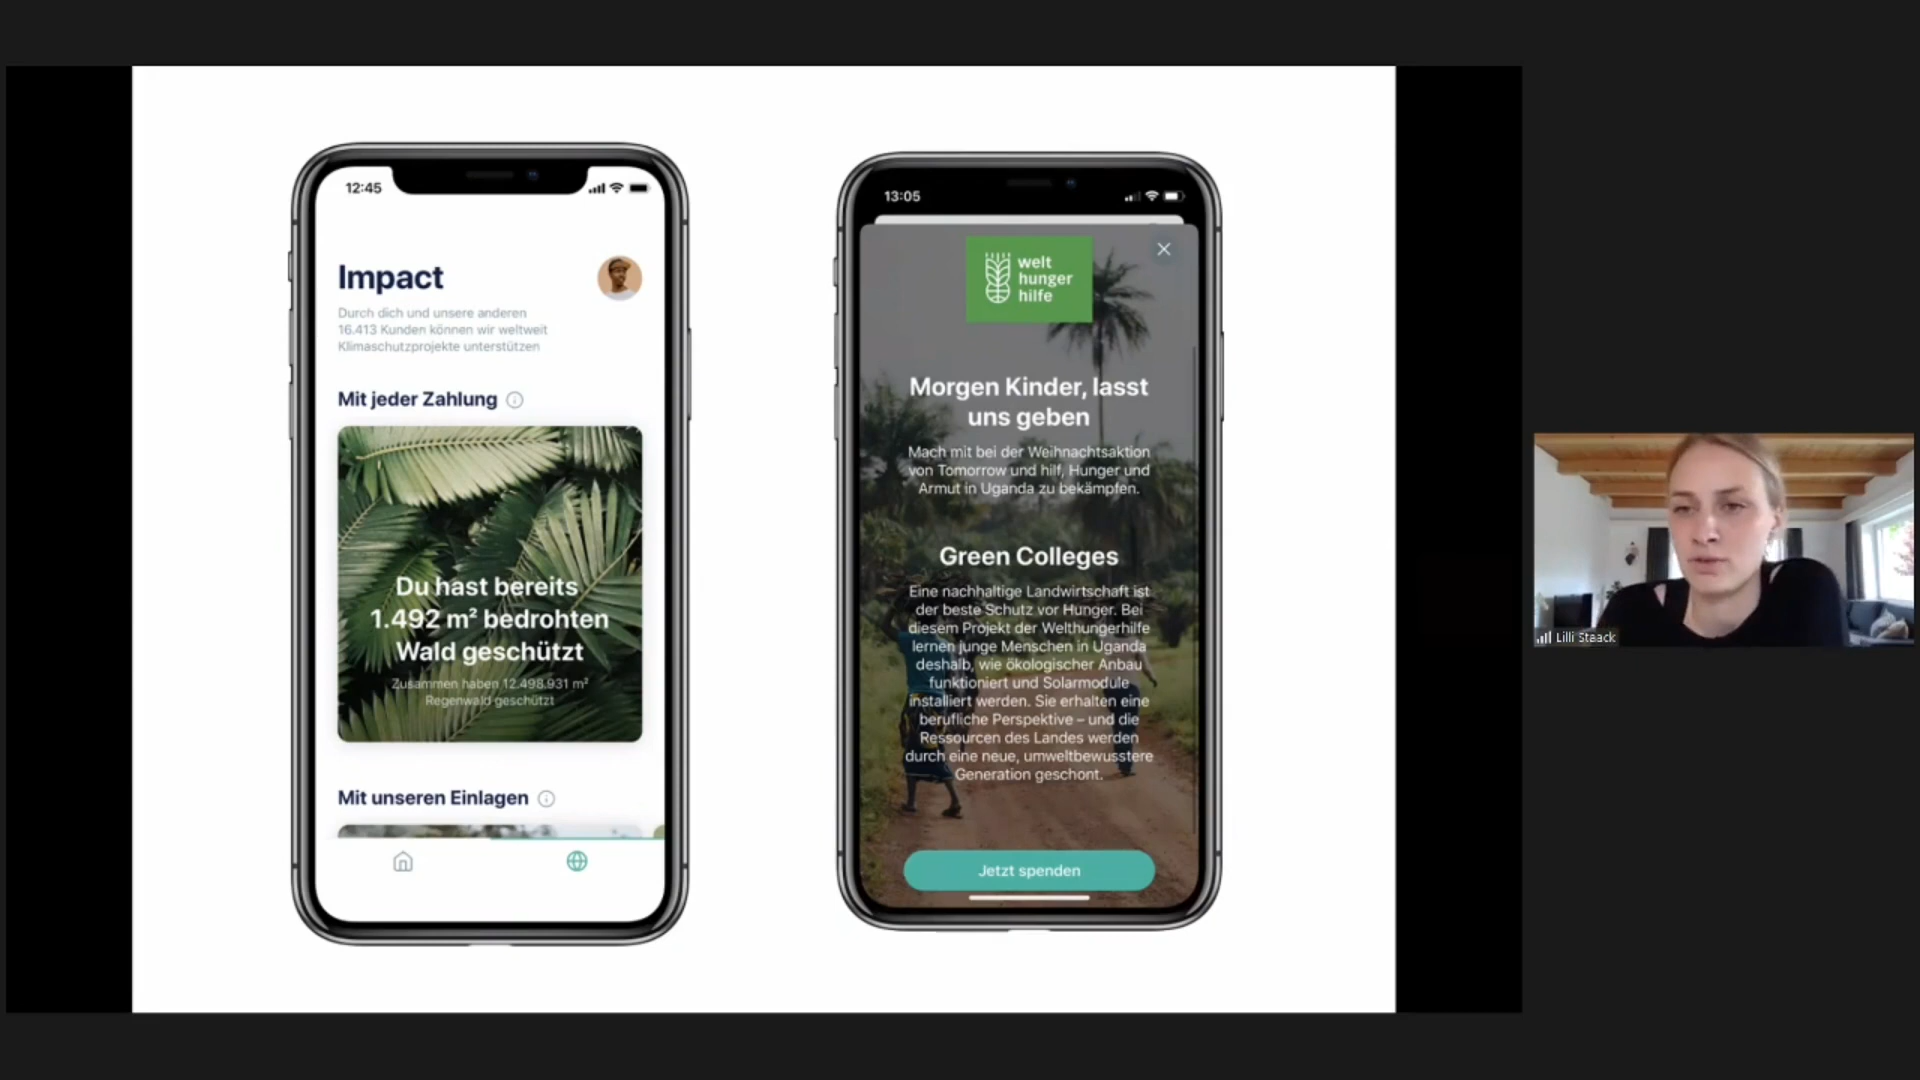 12:45
Impact
Durch dich und unsere anderen
16.413 Kunden können wir weltweit
Klimaschutzprojekte unterstützen
Mit jeder Zahlung
Du hast bereits
1.492 m² bedrohten
Wald geschützt
Zusammen haben 12.498.931 m²
Regenwald geschützt
Mit unseren Einlagen
13:05
welt
hunger
hilfe
Morgen Kinder, lasst
uns geben
Mach mit bei der Weihnachtsaktion
von Tomorrow und hilf, Hunger und
Armut in Uganda zu bekämpfen.
Green Colleges
Eine nachhaltige Landwirtschaft ist
der beste Schutz vor Hunger. Bei
diesem Projekt der Welthungerhilfe
lernen junge Menschen in Uganda
deshalb, wie ökologischer Anbau
funktioniert und Solarmodule
installiert werden. Sie erhalten eine
berufliche Perspektive – und die
Ressourcen des Landes werden
durch eine neue, umweltbewusstere
Generation geschont.
Jetzt spenden
Lilli Staack